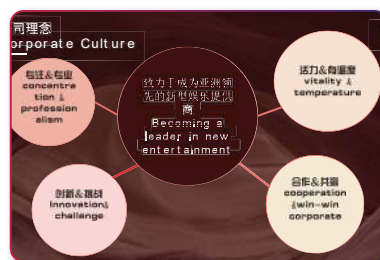 司理念
orporate Culture
专注&专业
concentra
tion &
profession
alism
致力于成为亚洲领
先的新型娱乐提供
商
Becoming a
leader in new
entertainment
活力&有温度
vitality &
temperature
创新&挑战
Innovation&
challenge
合作&共赢
cooperation
&win-win
corporate